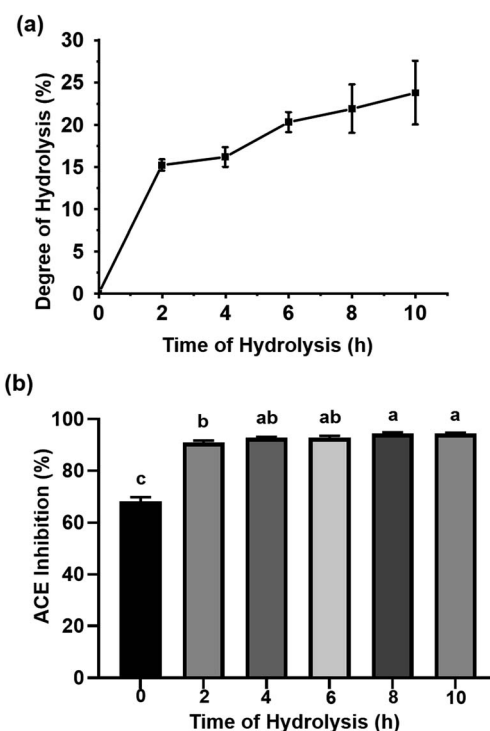 (a)
30
25
20
15
10
5
0
Degree of Hydrolysis (%)
0 2 4 6 8 10
Time of Hydrolysis (h)
(b)
100
80
60
40
20
0
ACE Inhibition (%)
c b ab ab a a
0 2 4 6 8 10
Time of Hydrolysis (h)